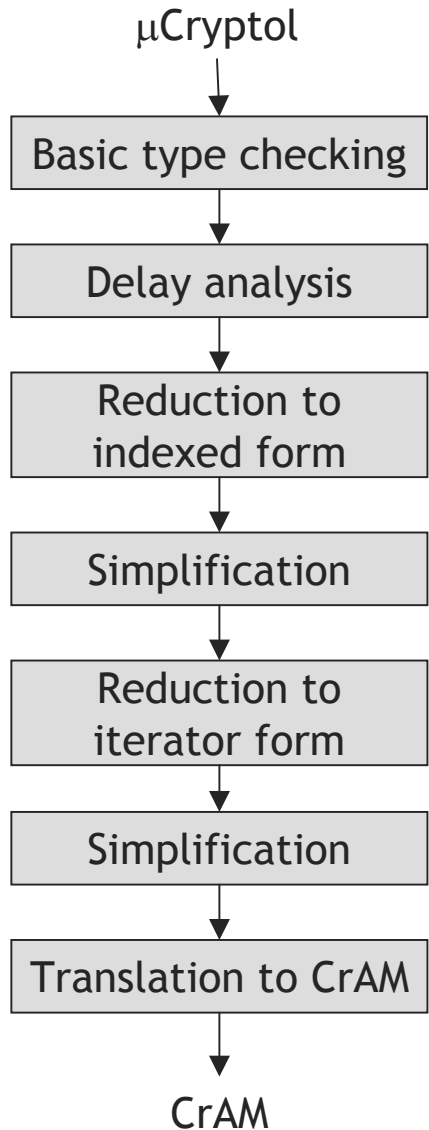 μCryptol
Basic type checking
Delay analysis
Reduction to
indexed form
Simplification
Reduction to
iterator form
Simplification
Translation to CrAM
CrAM